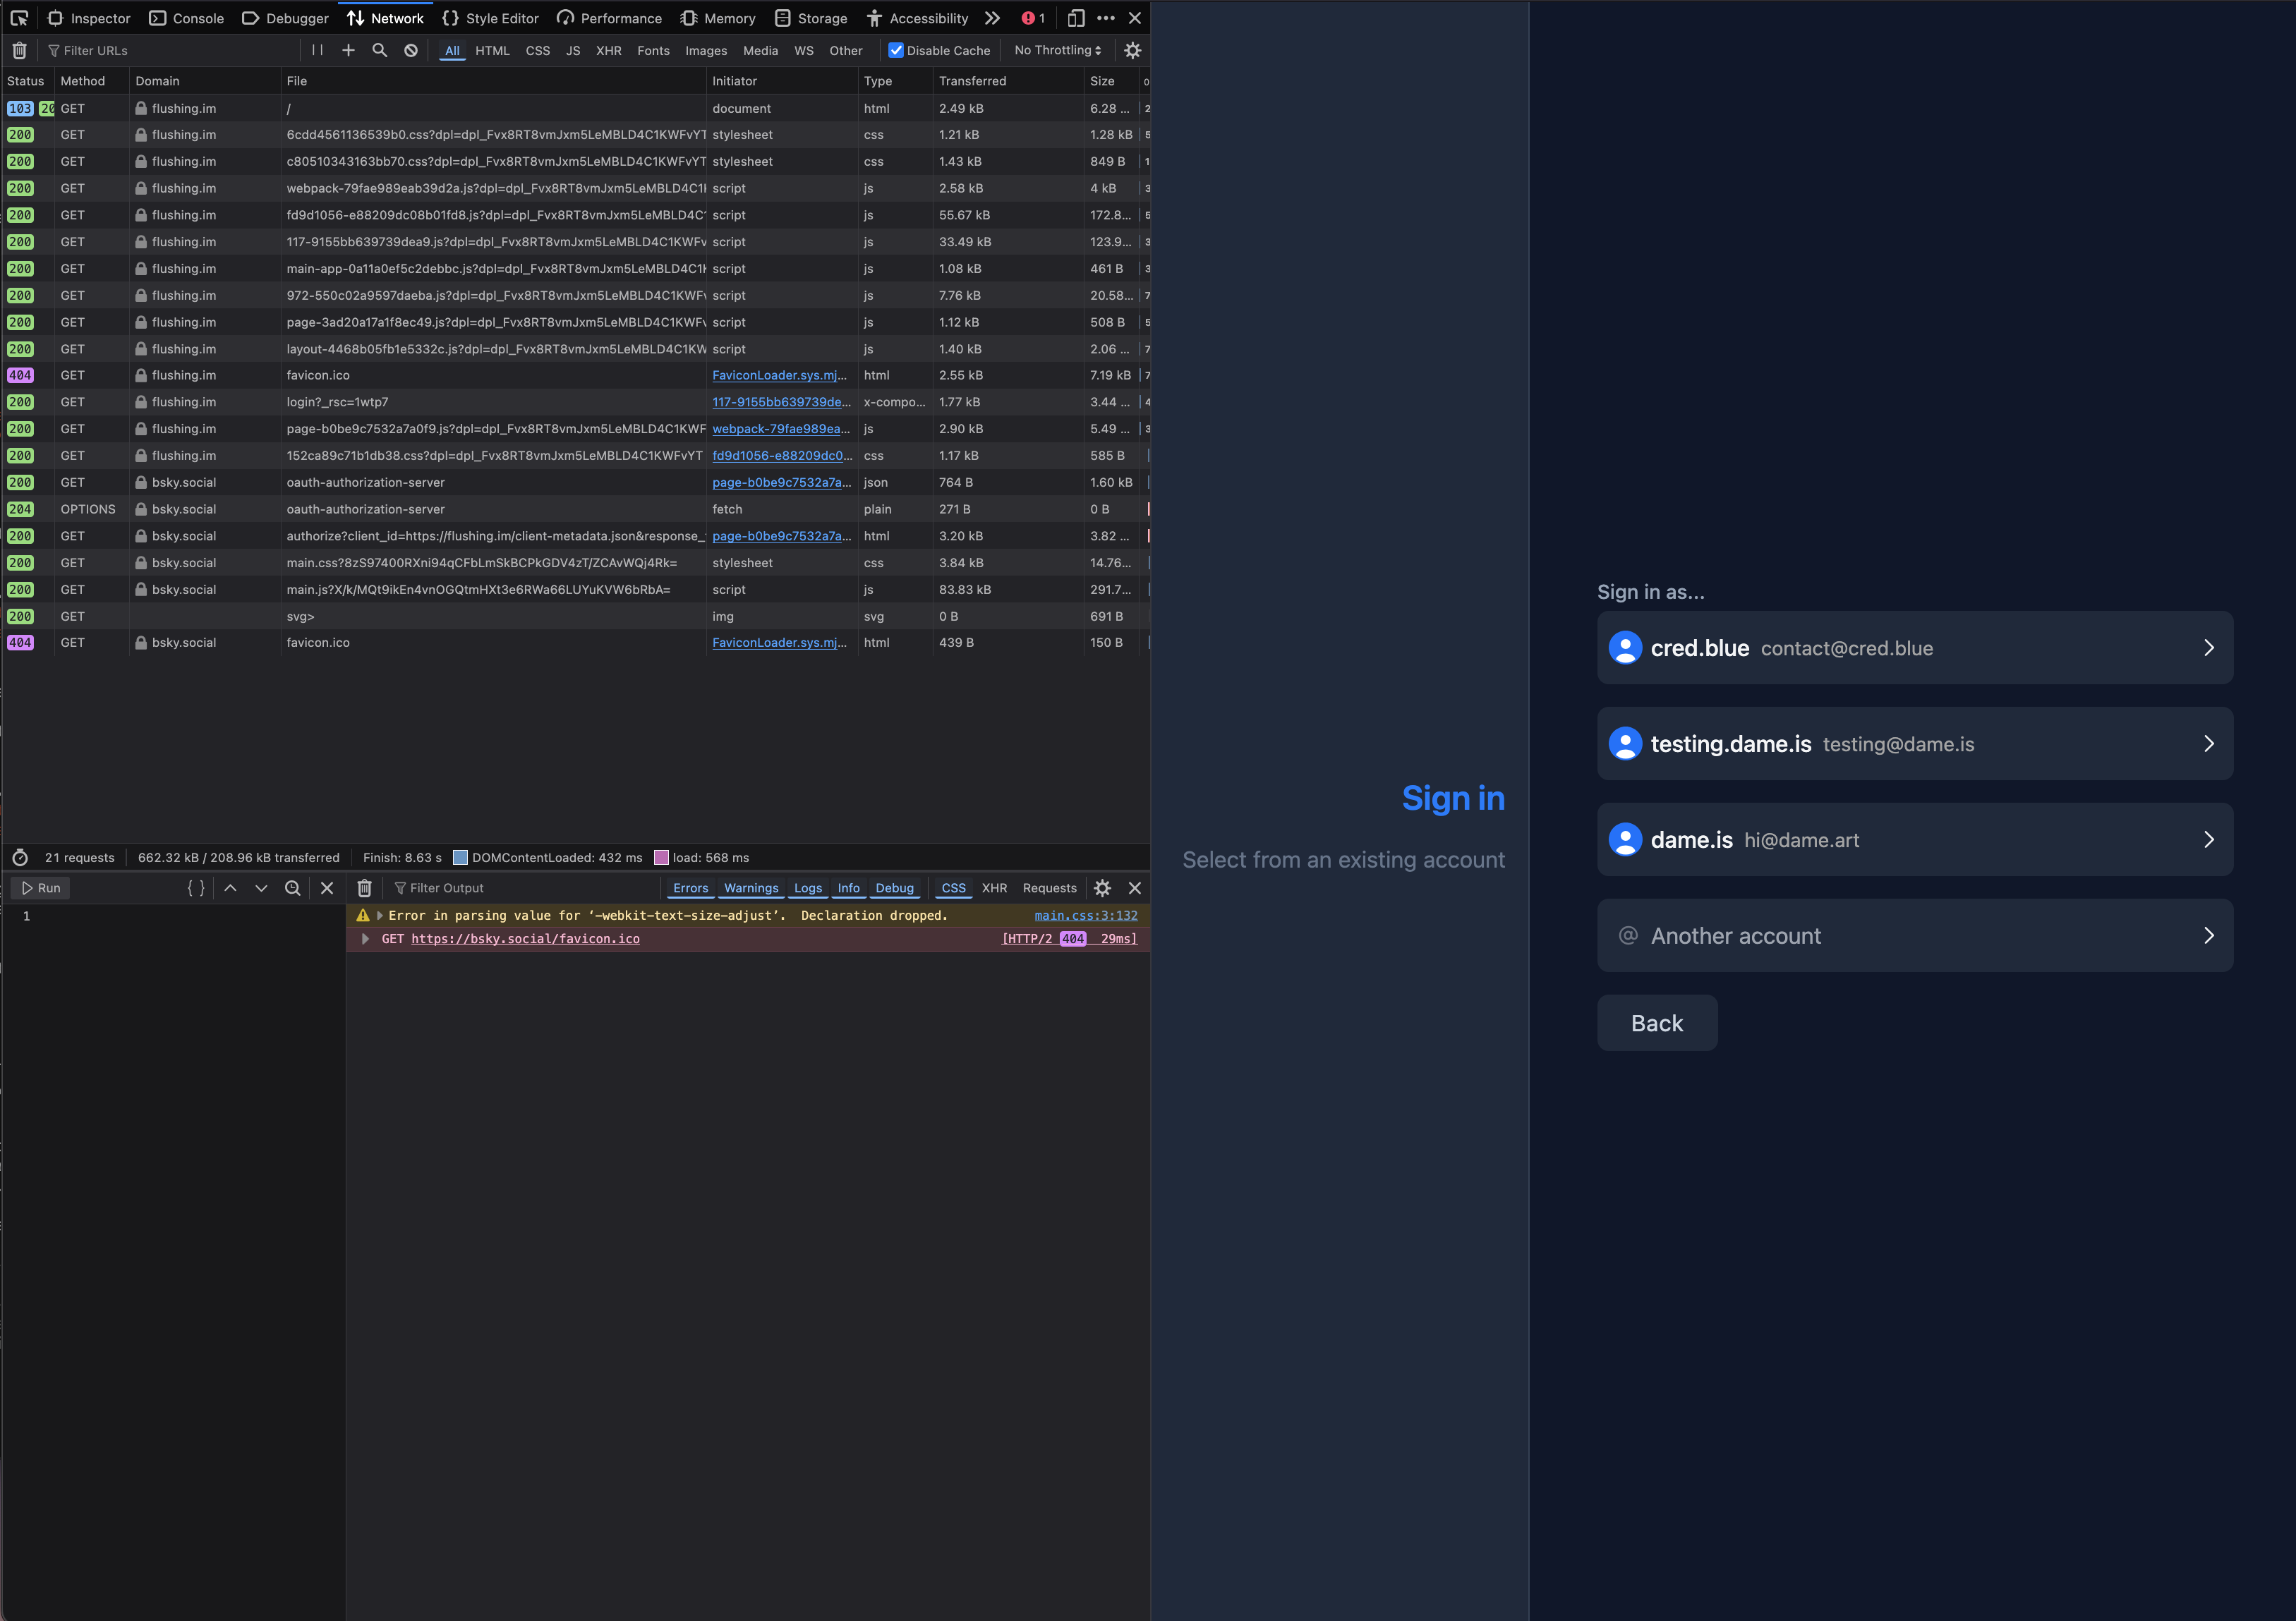 Inspector Console Debugger Network Style Editor Performance Memory Storage Accessibility 1
Filter URLs All HTML CSS JS XHR Fonts Images Media WS Other Disable Cache No Throttling
Status Method Domain File Initiator Type Transferred Size 0
103 20 GET flushing.im / document html 2.49 kB 6.28 ... 2
200 GET flushing.im 6cdd4561136539b0.css?dpl=dpl_Fvx8RT8vmJxm5LeMBLD4C1KWFvYT stylesheet css 1.21 kB 1.28 kB 5
200 GET flushing.im c80510343163bb70.css?dpl=dpl_Fvx8RT8vmJxm5LeMBLD4C1KWFvYT stylesheet css 1.43 kB 849 B 1
200 GET flushing.im webpack-79fae989eab39d2a.js?dpl=dpl_Fvx8RT8vmJxm5LeMBLD4C1K script js 2.58 kB 4 kB 3
200 GET flushing.im fd9d1056-e88209dc08b01fd8.js?dpl=dpl_Fvx8RT8vmJxm5LeMBLD4C1 script js 55.67 kB 172.8... 5
200 GET flushing.im 117-9155bb639739dea9.js?dpl=dpl_Fvx8RT8vmJxm5LeMBLD4C1KWFv script js 33.49 kB 123.9... 3
200 GET flushing.im main-app-0a11a0ef5c2debbc.js?dpl=dpl_Fvx8RT8vmJxm5LeMBLD4C1K script js 1.08 kB 461 B 3
200 GET flushing.im 972-550c02a9597daeba.js?dpl=dpl_Fvx8RT8vmJxm5LeMBLD4C1KWFv script js 7.76 kB 20.58... 7
200 GET flushing.im page-3ad20a17a1f8ec49.js?dpl=dpl_Fvx8RT8vmJxm5LeMBLD4C1KWFv script js 1.12 kB 508 B 5
200 GET flushing.im layout-4468b05fb1e5332c.js?dpl=dpl_Fvx8RT8vmJxm5LeMBLD4C1KW script js 1.40 kB 2.06 ... 7
404 GET flushing.im favicon.ico FaviconLoader.sys.mj... html 2.55 kB 7.19 kB 7
200 GET flushing.im login?_rsc=1wtp7 117-9155bb639739de... x-compo... 1.77 kB 3.44 ... 4
200 GET flushing.im page-b0be9c7532a7a0f9.js?dpl=dpl_Fvx8RT8vmJxm5LeMBLD4C1KWF webpack-79fae989ea... js 2.90 kB 5.49 ... 3
200 GET flushing.im 152ca89c71b1db38.css?dpl=dpl_Fvx8RT8vmJxm5LeMBLD4C1KWFvYT fd9d1056-e88209dc0... css 1.17 kB 585 B
200 GET bsky.social oauth-authorization-server page-b0be9c7532a7a... json 764 B 1.60 kB
204 OPTIONS bsky.social oauth-authorization-server fetch plain 271 B 0 B
200 GET bsky.social authorize?client_id=https://flushing.im/client-metadata.json&response_ page-b0be9c7532a7a... html 3.20 kB 3.82 ...
200 GET bsky.social main.css?8zS97400RXni94qCFbLmSkBCPkGDV4zT/ZCAvWQj4Rk= stylesheet css 3.84 kB 14.76...
200 GET bsky.social main.js?X/k/MQt9ikEn4vnOGQtmHXt3e6RWa66LUYuKVW6bRbA= script js 83.83 kB 291.7...
200 GET svg> img svg 0 B 691 B
404 GET bsky.social favicon.ico FaviconLoader.sys.mj... html 439 B 150 B
21 requests 662.32 kB / 208.96 kB transferred Finish: 8.63 s DOMContentLoaded: 432 ms load: 568 ms
Run { } Filter Output Errors Warnings Logs Info Debug CSS XHR Requests
1
Error in parsing value for ‘-webkit-text-size-adjust’. Declaration dropped. main.css:3:132
GET https://bsky.social/favicon.ico [HTTP/2 404 29ms]
Sign in
Select from an existing account
Sign in as...
cred.blue contact@cred.blue
testing.dame.is testing@dame.is
dame.is hi@dame.art
@ Another account
Back